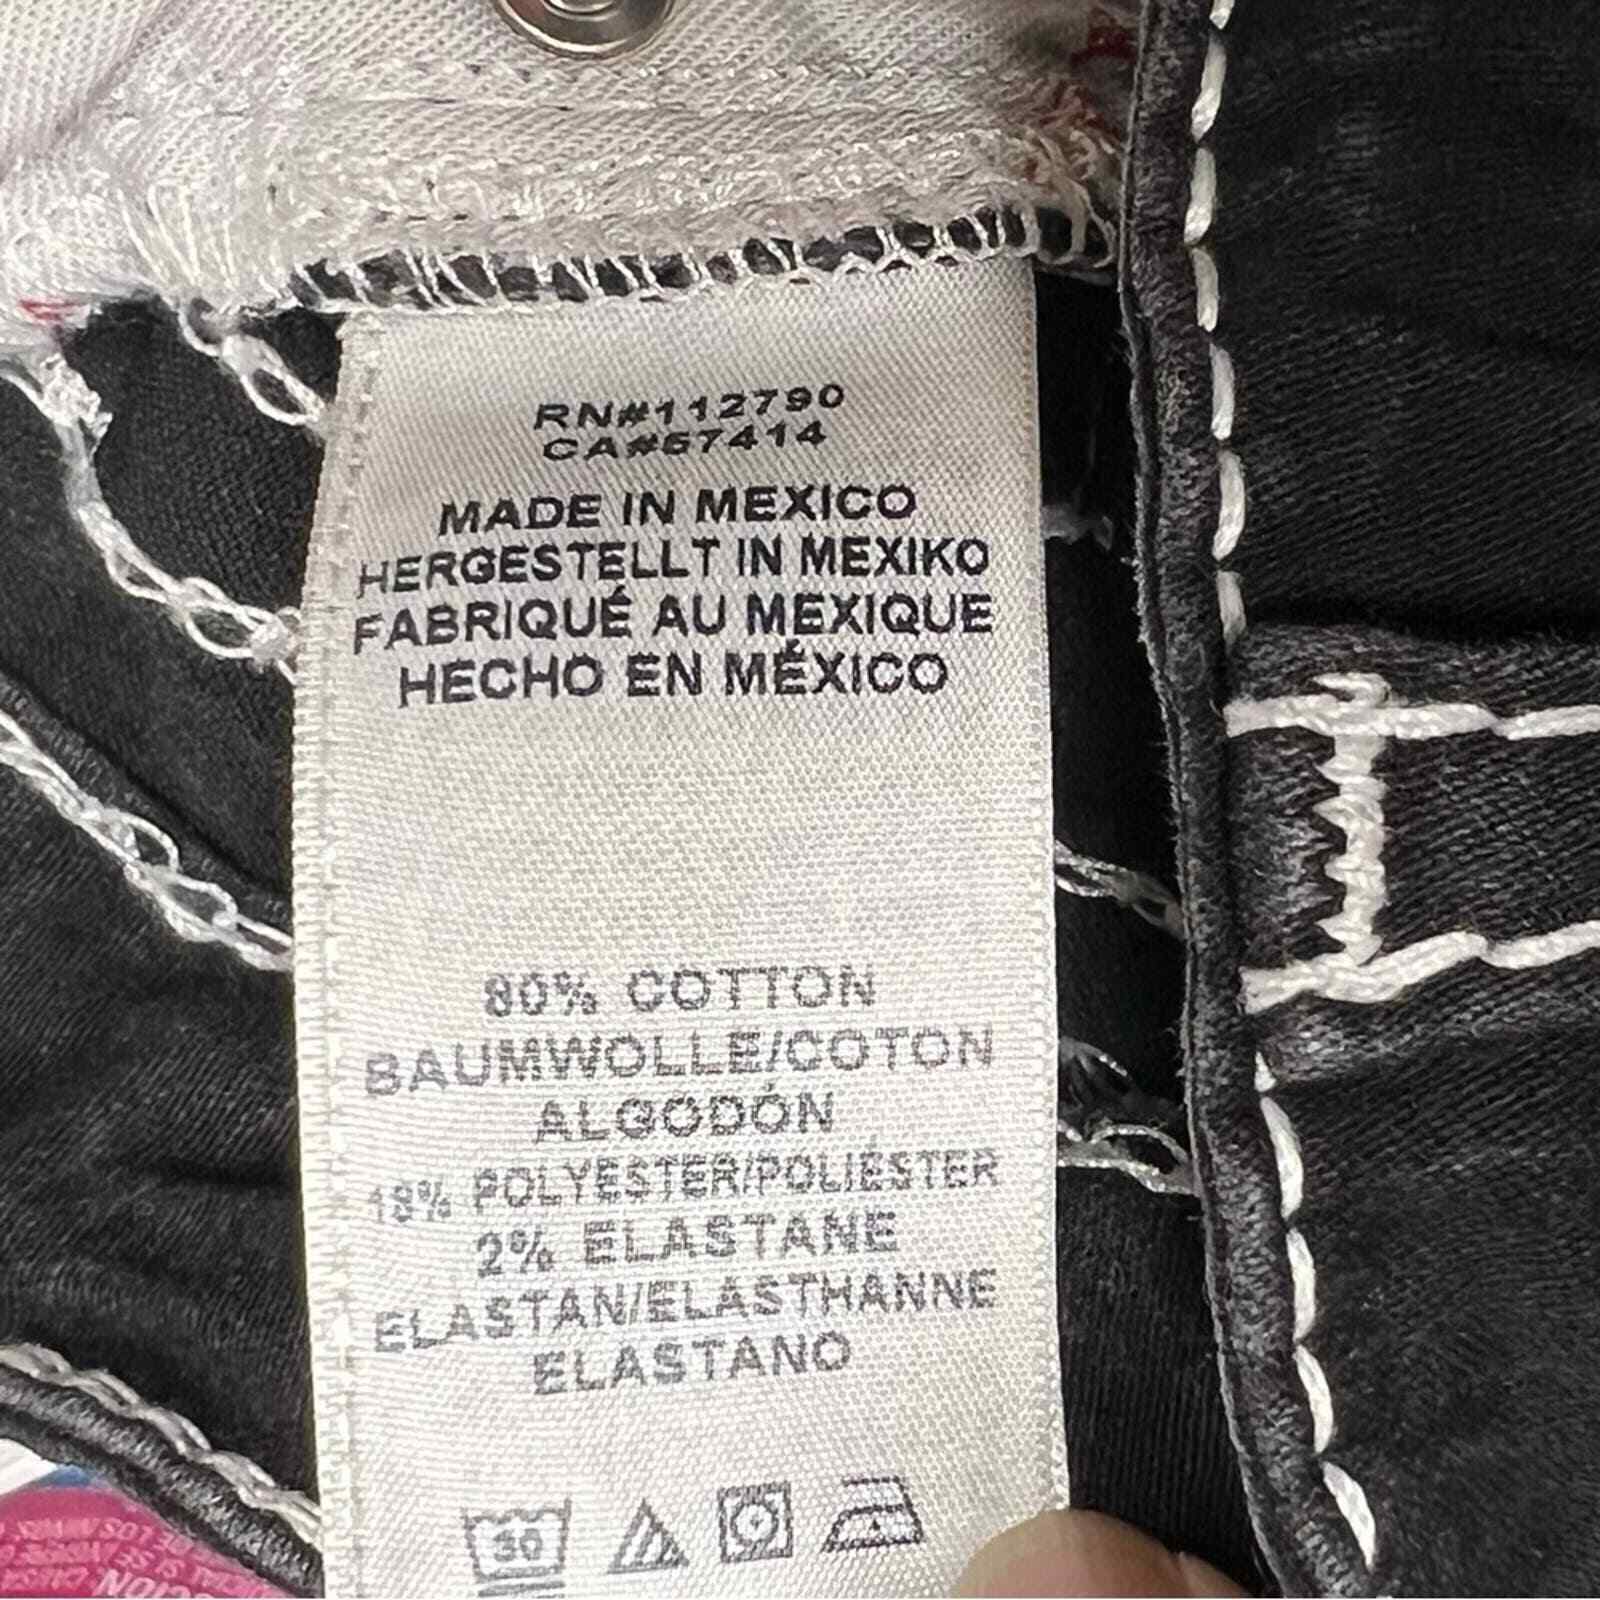 RN#112790
CA#57414
MADE IN MEXICO
HERGESTELLT IN MEXIKO
FABRIQUÉ AU MEXIQUE
HECHO EN MÉXICO
80% COTTON
BAUMWOLLE/COTON
ALGODÓN
18% POLYESTER/POLIÉSTER
2% ELASTANE
ELASTAN/ELASTHANNE
ELASTANO
30